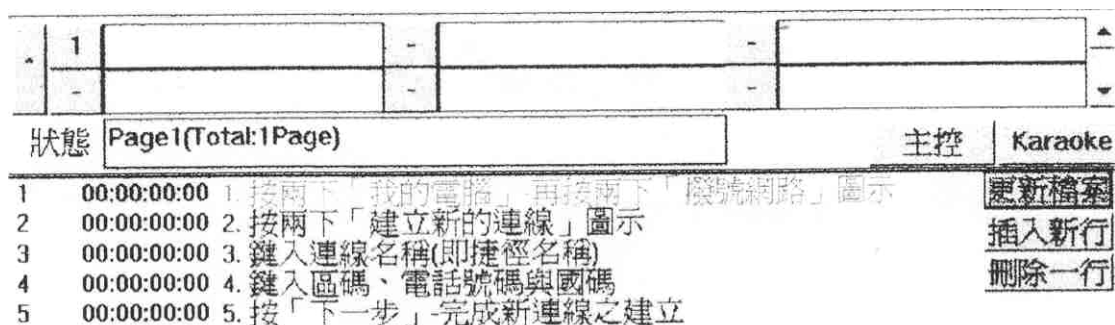 1 - -
- - -
狀態 Page1(Total:1Page) 主控 Karaoke
1 00:00:00:00 1. 按兩下「我的電腦」-再接兩下「撥號網路」圖示 更新檔案
2 00:00:00:00 2. 按兩下「建立新的連線」圖示 插入新行
3 00:00:00:00 3. 鍵入連線名稱(即捷徑名稱) 刪除一行
4 00:00:00:00 4. 鍵入區碼、電話號碼與國碼
5 00:00:00:00 5. 按「下一步」-完成新連線之建立